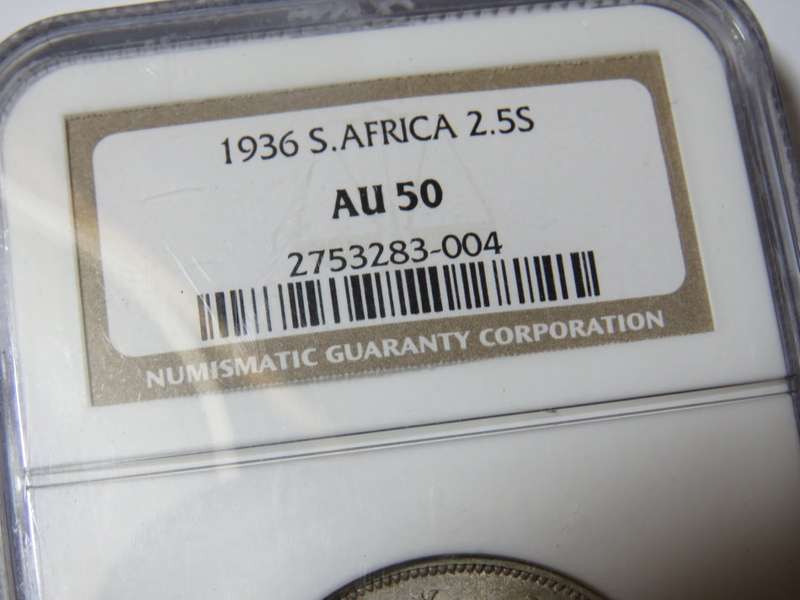 1936 S.AFRICA 2.5S
AU 50
2753283-004
NUMISMATIC GUARANTY CORPORATION